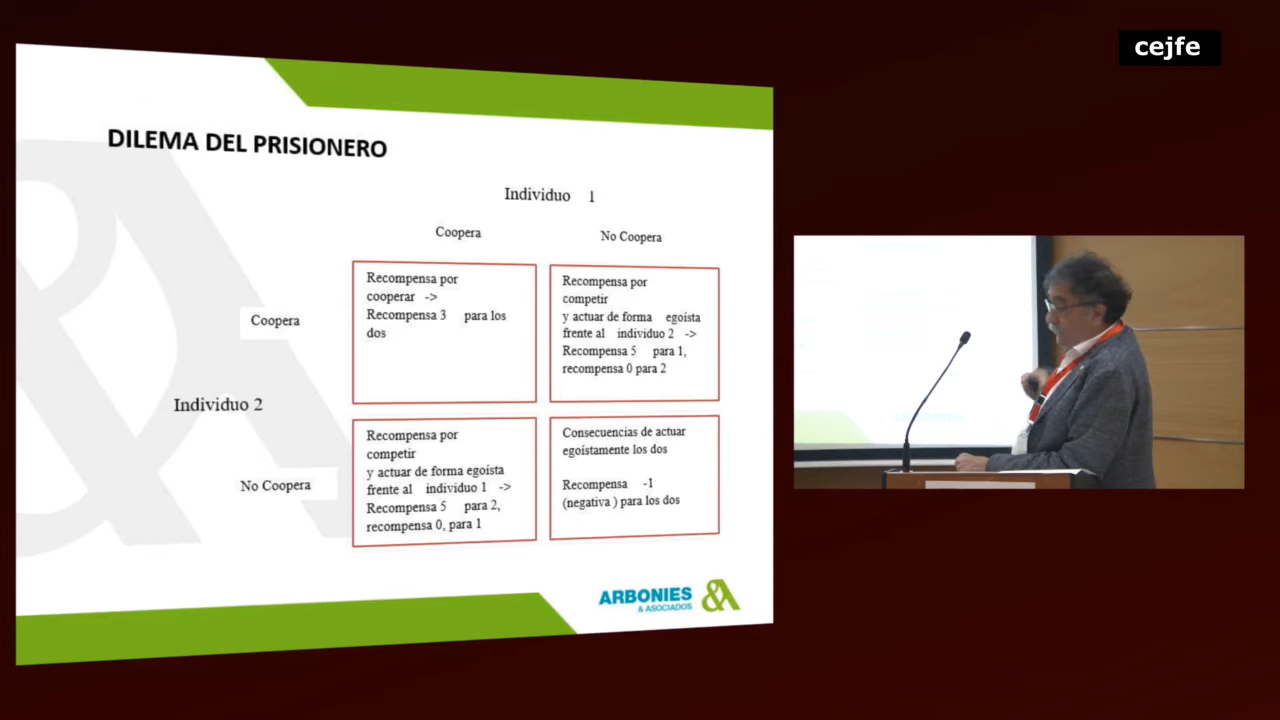 cejfe
DILEMA DEL PRISIONERO
Individuo 1
Coopera
No Coopera
Coopera
Recompensa por
cooperar ->
Recompensa 3 para los
dos
Recompensa por
competir
y actuar de forma egoísta
frente al individuo 2 ->
Recompensa 5 para 1,
recompensa 0 para 2
Individuo 2
No Coopera
Recompensa por
competir
y actuar de forma egoísta
frente al individuo 1 ->
Recompensa 5 para 2,
recompensa 0, para 1
Consecuencias de actuar
egoístamente los dos
Recompensa -1
(negativa ) para los dos
ARBONIES
& ASOCIADOS